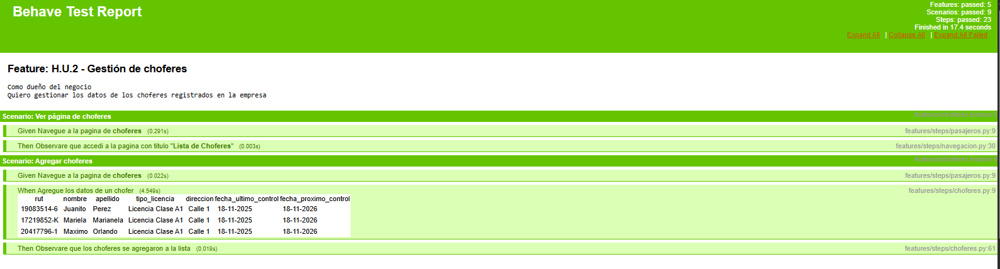 Behave Test Report
Features: passed: 5
Scenarios: passed: 9
Steps: passed: 23
Finished in 17.4 seconds
Expand All | Collapse All | Expand All Failed
Feature: H.U.2 - Gestión de choferes
Como dueño del negocio
Quiero gestionar los datos de los choferes registrados en la empresa
Scenario: Ver página de choferes
Given Navegue a la pagina de choferes (0.291s) features/steps/pasajeros.py:9
Then Observare que accedi a la pagina con titulo "Lista de Choferes" (0.003s) features/steps/navegacion.py:30
Scenario: Agregar choferes
Given Navegue a la pagina de choferes (0.022s) features/steps/pasajeros.py:9
When Agregue los datos de un chofer (4.549s) features/steps/choferes.py:9
rut nombre apellido tipo_licencia direccion fecha_ultimo_control fecha_proximo_control
19083514-6 Juanito Perez Licencia Clase A1 Calle 1 18-11-2025 18-11-2026
17219852-K Mariela Marianela Licencia Clase A1 Calle 1 18-11-2025 18-11-2026
20417796-1 Maximo Orlando Licencia Clase A1 Calle 1 18-11-2025 18-11-2026
Then Observare que los choferes se agregaron a la lista (0.019s) features/steps/choferes.py:61